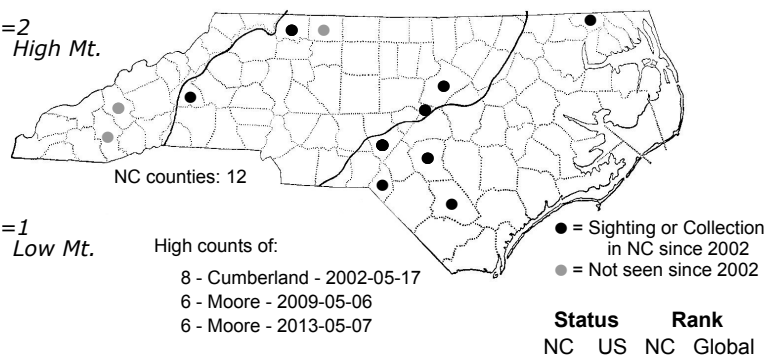 =2
High Mt.
NC counties: 12
=1
Low Mt.
High counts of:
8 - Cumberland - 2002-05-17
6 - Moore - 2009-05-06
6 - Moore - 2013-05-07
● = Sighting or Collection
in NC since 2002
● = Not seen since 2002
Status Rank
NC US NC Global